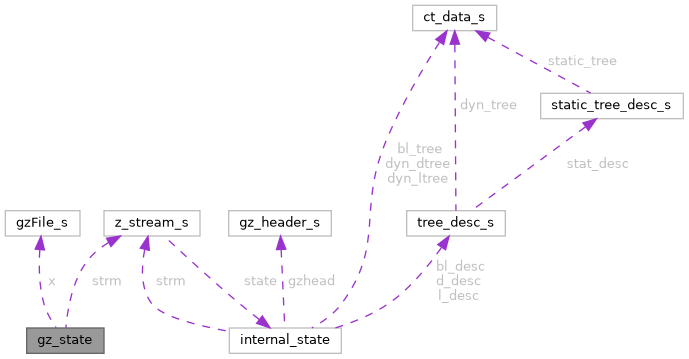 ct_data_s
static_tree
static_tree_desc_s
dyn_tree
bl_tree
dyn_dtree
dyn_ltree
stat_desc
gzFile_s
z_stream_s
gz_header_s
tree_desc_s
x
strm
strm
state
gzhead
bl_desc
d_desc
l_desc
gz_state
internal_state